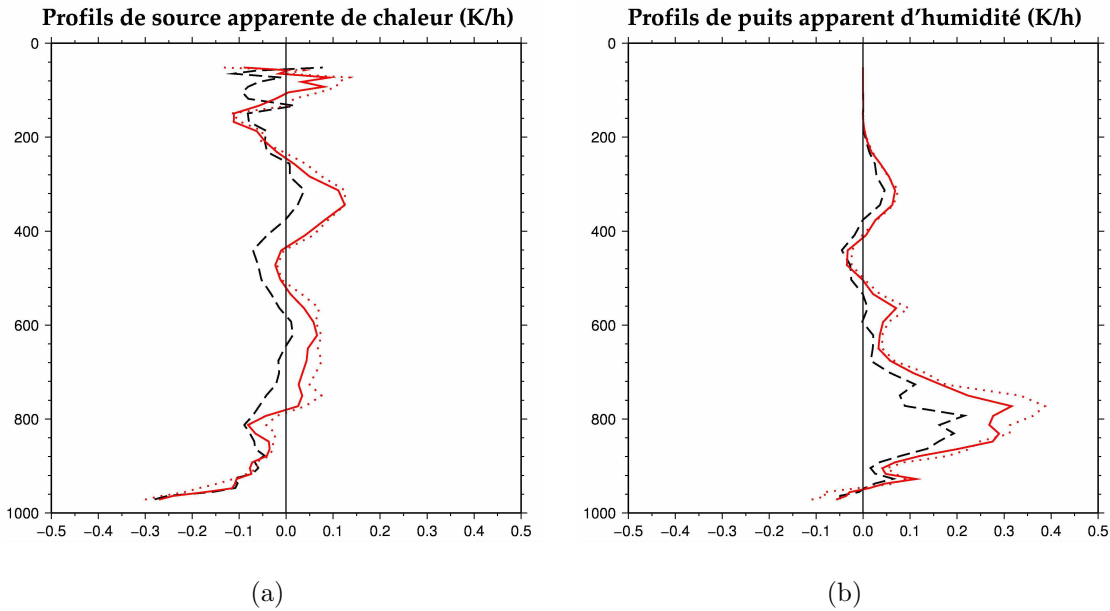 Profils de source apparente de chaleur (K/h)
0
200
400
600
800
1000
−0.5 −0.4 −0.3 −0.2 −0.1 0.0 0.1 0.2 0.3 0.4 0.5
(a)
Profils de puits apparent d’humidité (K/h)
0
200
400
600
800
1000
−0.5 −0.4 −0.3 −0.2 −0.1 0.0 0.1 0.2 0.3 0.4 0.5
(b)